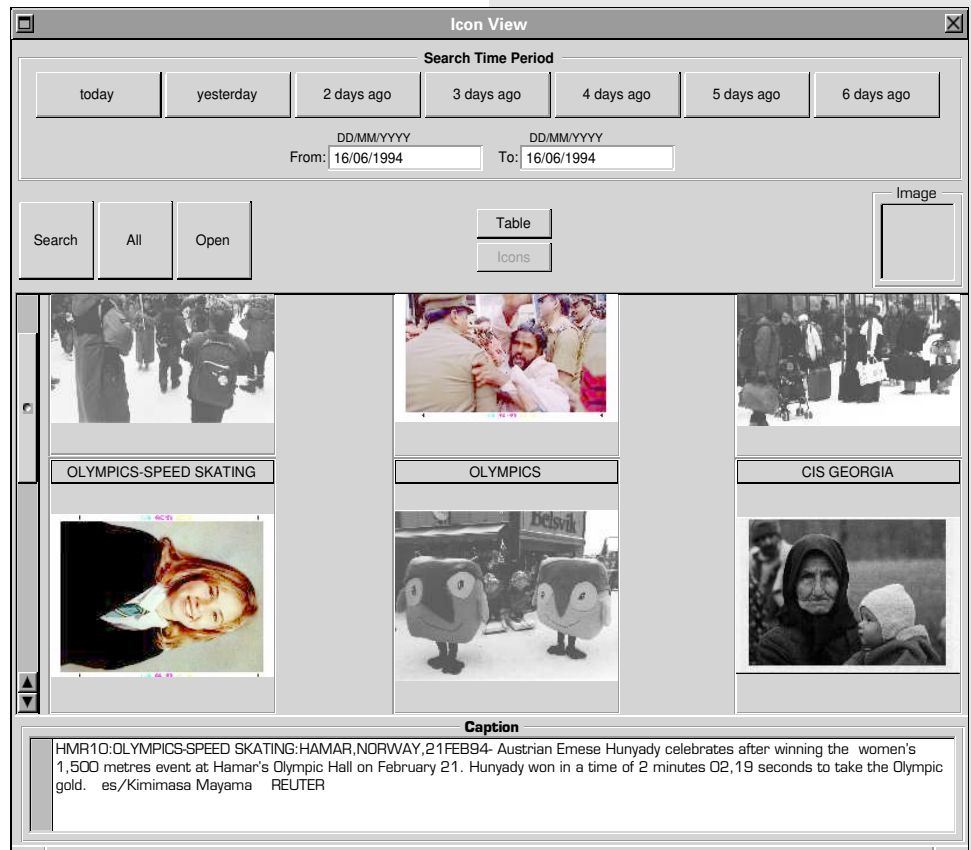 Icon View
Search Time Period
today yesterday 2 days ago 3 days ago 4 days ago 5 days ago 6 days ago
DD/MM/YYYY DD/MM/YYYY
From: 16/06/1994 To: 16/06/1994
Image
Search All Open
Table
Icons
OLYMPICS-SPEED SKATING OLYMPICS CIS GEORGIA
Belsvik
Caption
HMR10:OLYMPICS-SPEED SKATING:HAMAR,NORWAY,21FEB94- Austrian Emese Hunyady celebrates after winning the women's
1,500 metres event at Hamar's Olympic Hall on February 21. Hunyady won in a time of 2 minutes 02,19 seconds to take the Olympic
gold. es/Kimimasa Mayama REUTER